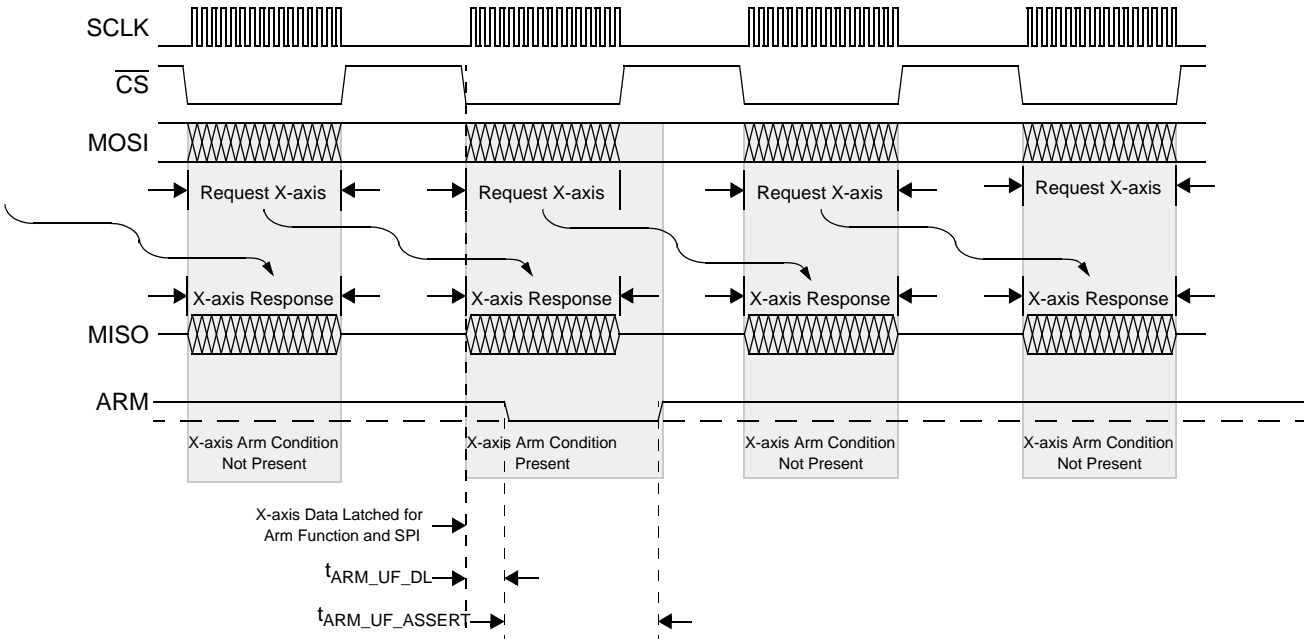 SCLK
CS
MOSI
Request X-axis
Request X-axis
Request X-axis
Request X-axis
X-axis Response
X-axis Response
X-axis Response
X-axis Response
MISO
ARM
X-axis Arm Condition
Not Present
X-axis Arm Condition
Present
X-axis Arm Condition
Not Present
X-axis Arm Condition
Not Present
X-axis Data Latched for
Arm Function and SPI
tARM_UF_DL
tARM_UF_ASSERT